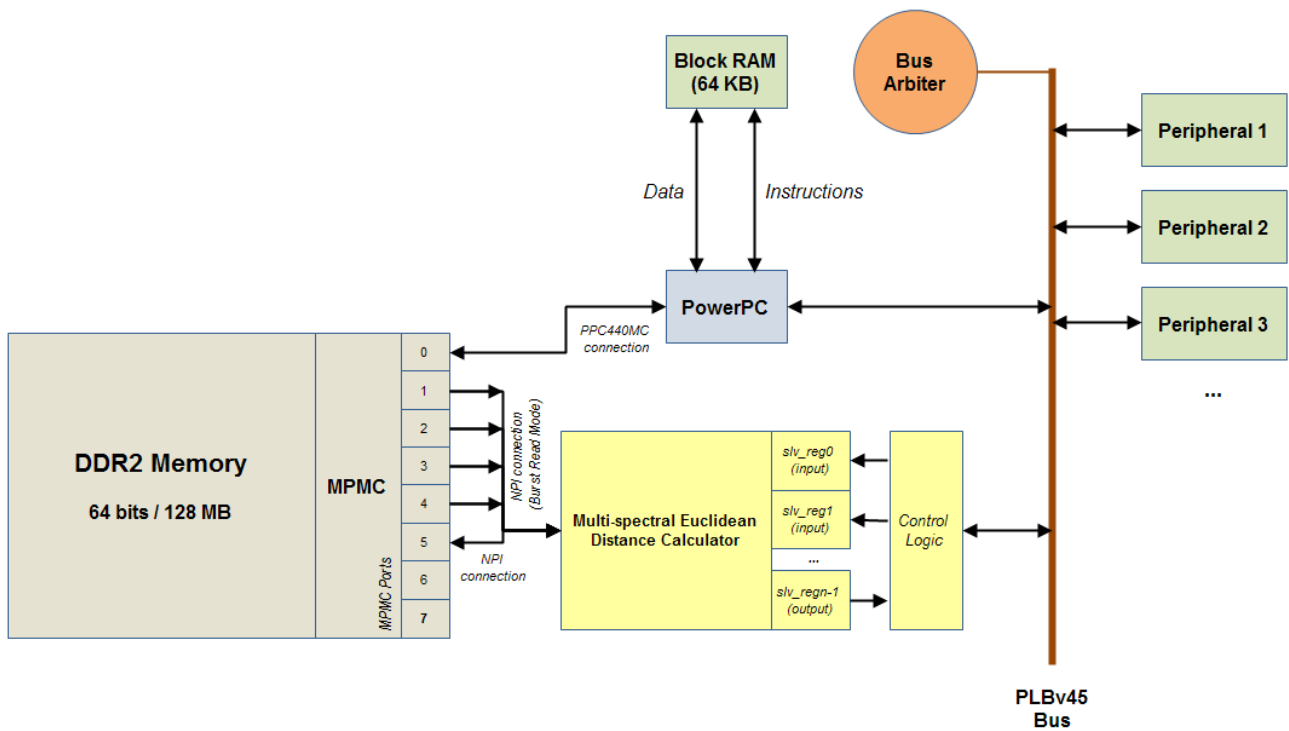 Block RAM
(64 KB)
Bus
Arbiter
Peripheral 1
Data
Instructions
Peripheral 2
PowerPC
Peripheral 3
...
PPC440MC
connection
DDR2 Memory
64 bits / 128 MB
MPMC
MPMC Ports
0
1
2
3
4
5
6
7
NPI connection
(Burst Read Mode)
NPI
connection
Multi-spectral Euclidean
Distance Calculator
slv_reg0
(input)
slv_reg1
(input)
...
slv_regn-1
(output)
Control
Logic
PLBv45
Bus